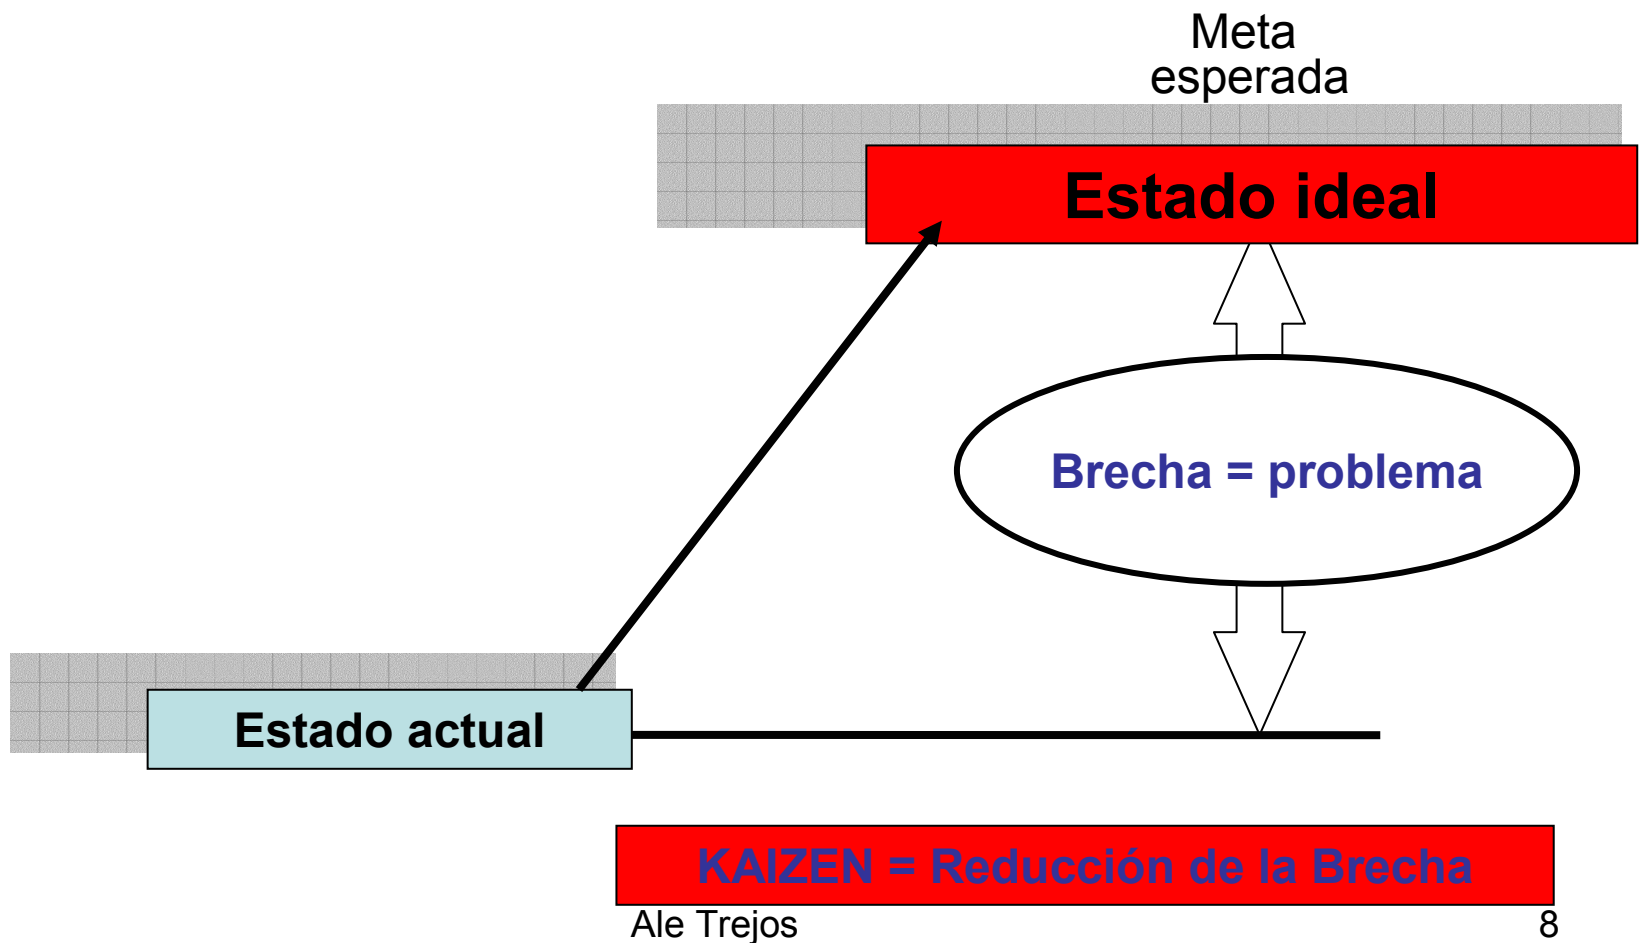 Meta
esperada
Estado ideal
Brecha = problema
Estado actual
KAIZEN = Reducción de la Brecha
Ale Trejos
8